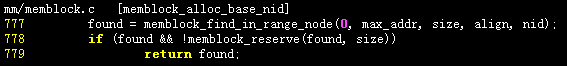 mm/memblock.c   [memblock_alloc_base_nid]
777        found = memblock_find_in_range_node(0, max_addr, size, align, nid);
778        if (found && !memblock_reserve(found, size))
779                return found;